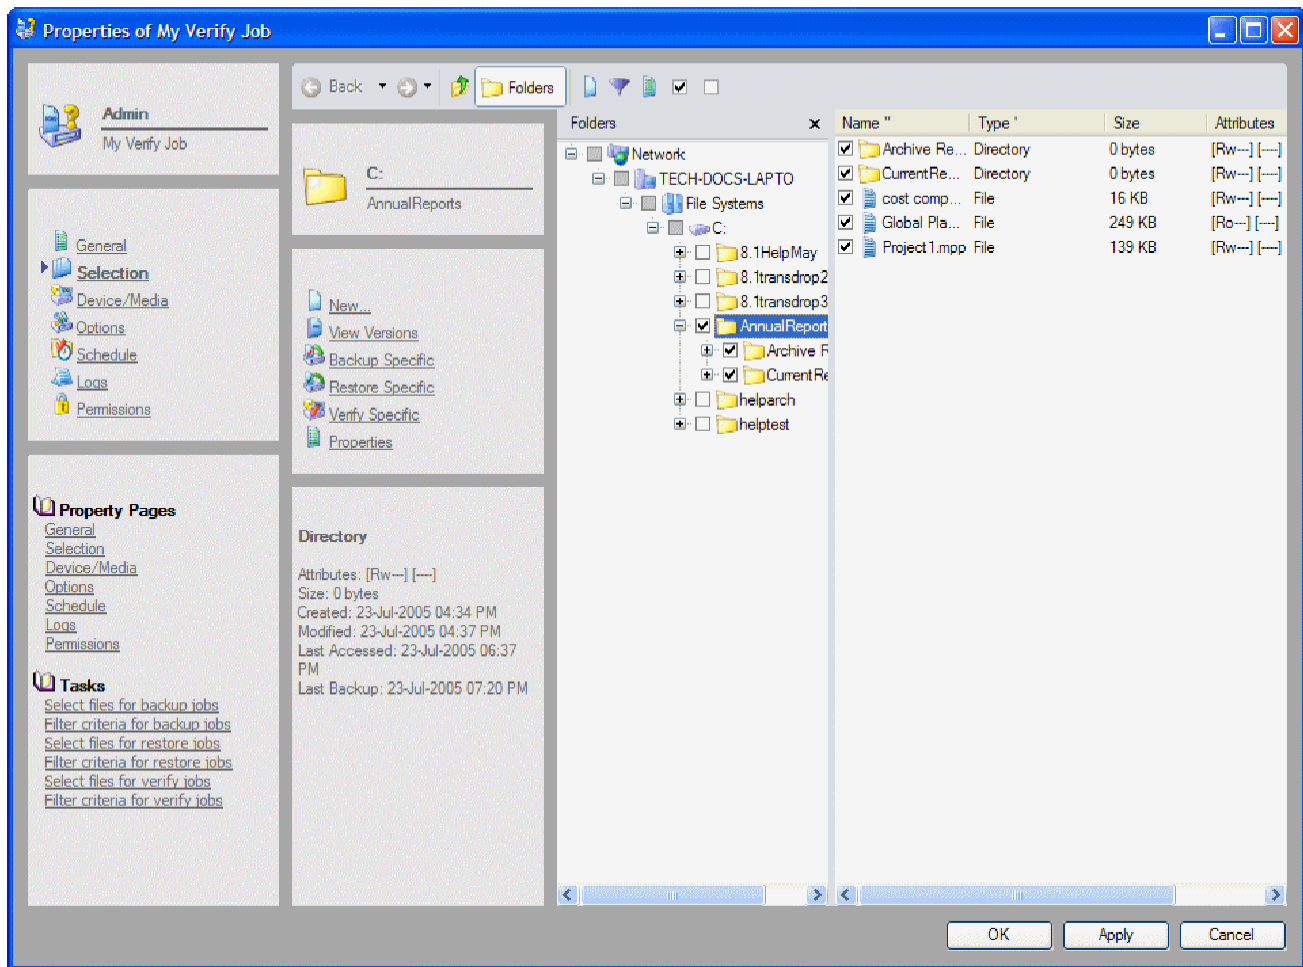 Properties of My Verify Job
Admin
My Verify Job
General
Selection
Device/Media
Options
Schedule
Logs
Permissions
Property Pages
General
Selection
Device/Media
Options
Schedule
Logs
Permissions
Tasks
Select files for backup jobs
Filter criteria for backup jobs
Select files for restore jobs
Filter criteria for restore jobs
Select files for verify jobs
Filter criteria for verify jobs
Back Folders
C:
AnnualReports
New...
View Versions
Backup Specific
Restore Specific
Verify Specific
Properties
Directory
Attributes: [Rw---] [----]
Size: 0 bytes
Created: 23-Jul-2005 04:34 PM
Modified: 23-Jul-2005 04:37 PM
Last Accessed: 23-Jul-2005 06:37
PM
Last Backup: 23-Jul-2005 07:20 PM
Folders x
Network
TECH-DOCS-LAPTO
File Systems
C:
8.1HelpMay
8.1transdrop2
8.1transdrop3
AnnualReport
Archive R
CurrentRe
helparch
helptest
Name " Type ' Size Attributes
Archive Re... Directory 0 bytes [Rw---] [----]
CurrentRe... Directory 0 bytes [Rw---] [----]
cost comp... File 16 KB [Rw---] [----]
Global Pla... File 249 KB [Ro---] [----]
Project1.mpp File 139 KB [Rw---] [----]
OK Apply Cancel